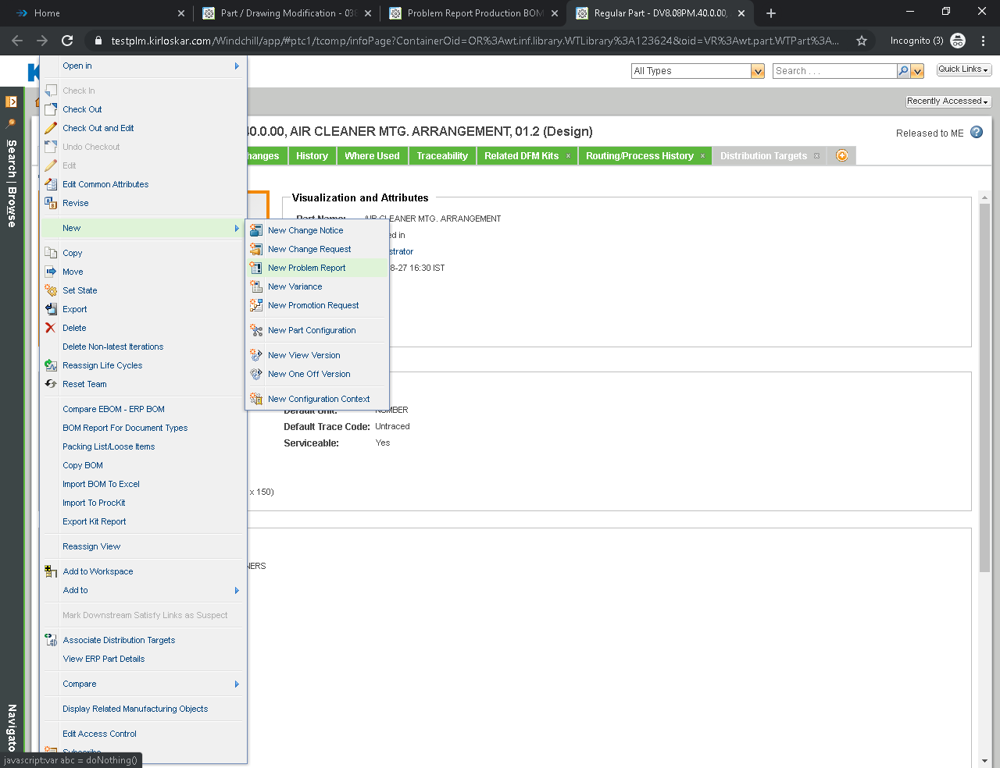 Home
Part / Drawing Modification - 038
Problem Report Production BOM
Regular Part - DV8.08PM.40.0.00,
testplm.kirloskar.com/Windchill/app/#ptc1/tcomp/infoPage?ContainerOid=OR%3Awt.inf.library.WTLibrary%3A123624&oid=VR%3Awt.part.WTPart%3A...
Incognito (3)
K
All Types
Search . . .
Quick Links
Recently Accessed
40.0.00, AIR CLEANER MTG. ARRANGEMENT, 01.2 (Design)
Released to ME
hanges
History
Where Used
Traceability
Related DFM Kits
Routing/Process History
Distribution Targets
Search | Browse
Navigato
Open in
Check In
Check Out
Check Out and Edit
Undo Checkout
Edit
Edit Common Attributes
Revise
New
Copy
Move
Set State
Export
Delete
Delete Non-latest Iterations
Reassign Life Cycles
Reset Team
Compare EBOM - ERP BOM
BOM Report For Document Types
Packing List/Loose Items
Copy BOM
Import BOM To Excel
Import To ProcKit
Export Kit Report
Reassign View
Add to Workspace
Add to
Mark Downstream Satisfy Links as Suspect
Associate Distribution Targets
View ERP Part Details
Compare
Display Related Manufacturing Objects
Edit Access Control
Subscribe
javascript:var abc = doNothing()
New Change Notice
New Change Request
New Problem Report
New Variance
New Promotion Request
New Part Configuration
New View Version
New One Off Version
New Configuration Context
Visualization and Attributes
Part Name: AIR CLEANER MTG. ARRANGEMENT
ed in
strator
8-27 16:30 IST
Default Unit: NUMBER
Default Trace Code: Untraced
Serviceable: Yes
x 150)
NERS